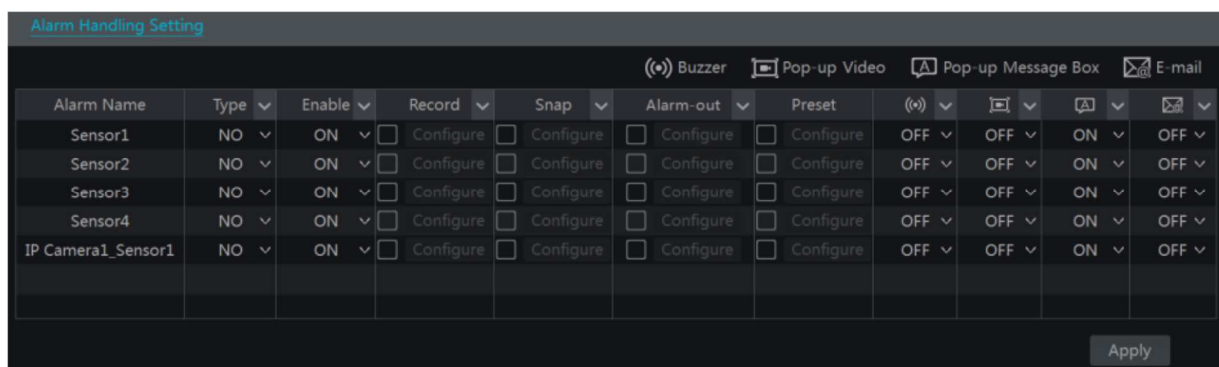 Alarm Handling Setting
Buzzer Pop-up Video Pop-up Message Box E-mail
Alarm Name Type Enable Record Snap Alarm-out Preset
Sensor1 NO ON Configure Configure Configure Configure OFF OFF ON OFF
Sensor2 NO ON Configure Configure Configure Configure OFF OFF ON OFF
Sensor3 NO ON Configure Configure Configure Configure OFF OFF ON OFF
Sensor4 NO ON Configure Configure Configure Configure OFF OFF ON OFF
IP Camera1_Sensor1 NO ON Configure Configure Configure Configure OFF OFF ON OFF
Apply